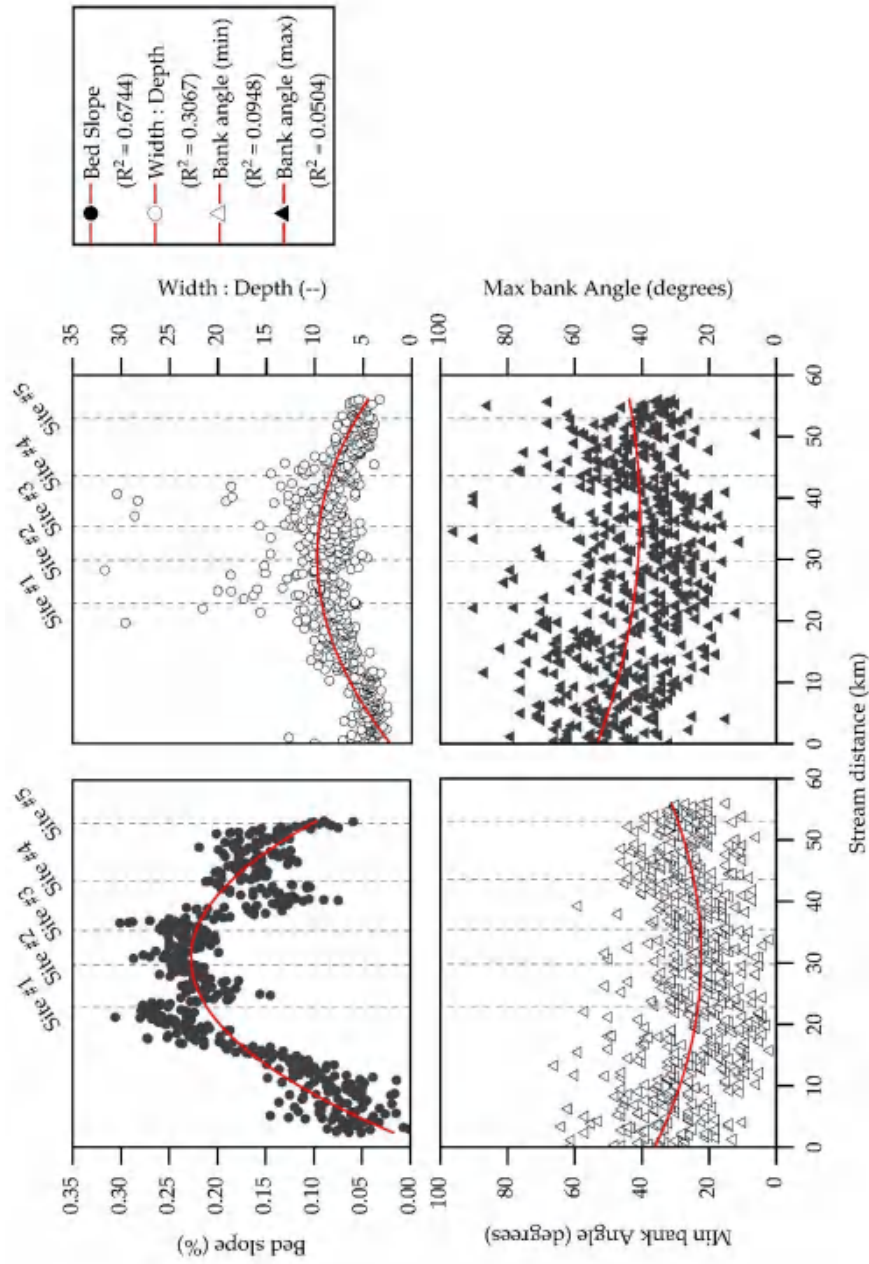 Site #1
Site #2
Site #3
Site #4
Site #5
Site #1
Site #2
Site #3
Site #4
Site #5
Bed slope (%)
0.35
0.30
0.25
0.20
0.15
0.10
0.05
0.00
Width : Depth (--)
35
30
25
20
15
10
5
0
Bed Slope
(R² = 0.6744)
Width : Depth
(R² = 0.3067)
Bank angle (min)
(R² = 0.0948)
Bank angle (max)
(R² = 0.0504)
Min bank Angle (degrees)
100
80
60
40
20
0
Max bank Angle (degrees)
100
80
60
40
20
0
0 10 20 30 40 50 60
0 10 20 30 40 50 60
Stream distance (km)